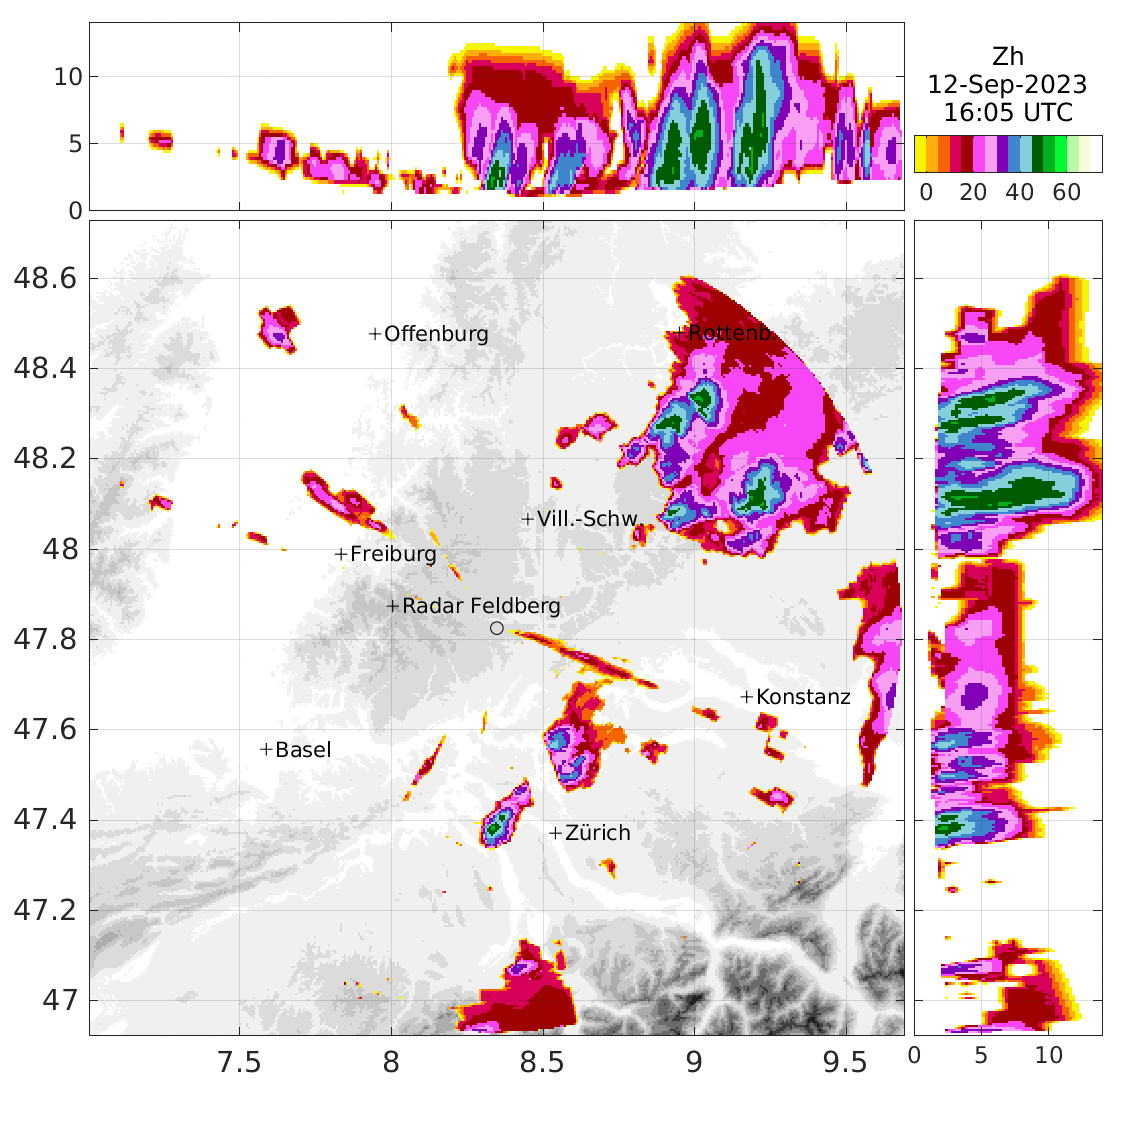 Zh
12-Sep-2023
16:05 UTC
10
5
0
0 20 40 60
48.6
48.4
48.2
48
47.8
47.6
47.4
47.2
47
+Offenburg
+Rottenb.
+Vill.-Schw.
+Freiburg
+Radar Feldberg
+Konstanz
+Basel
+Zürich
7.5 8 8.5 9 9.5
0 5 10